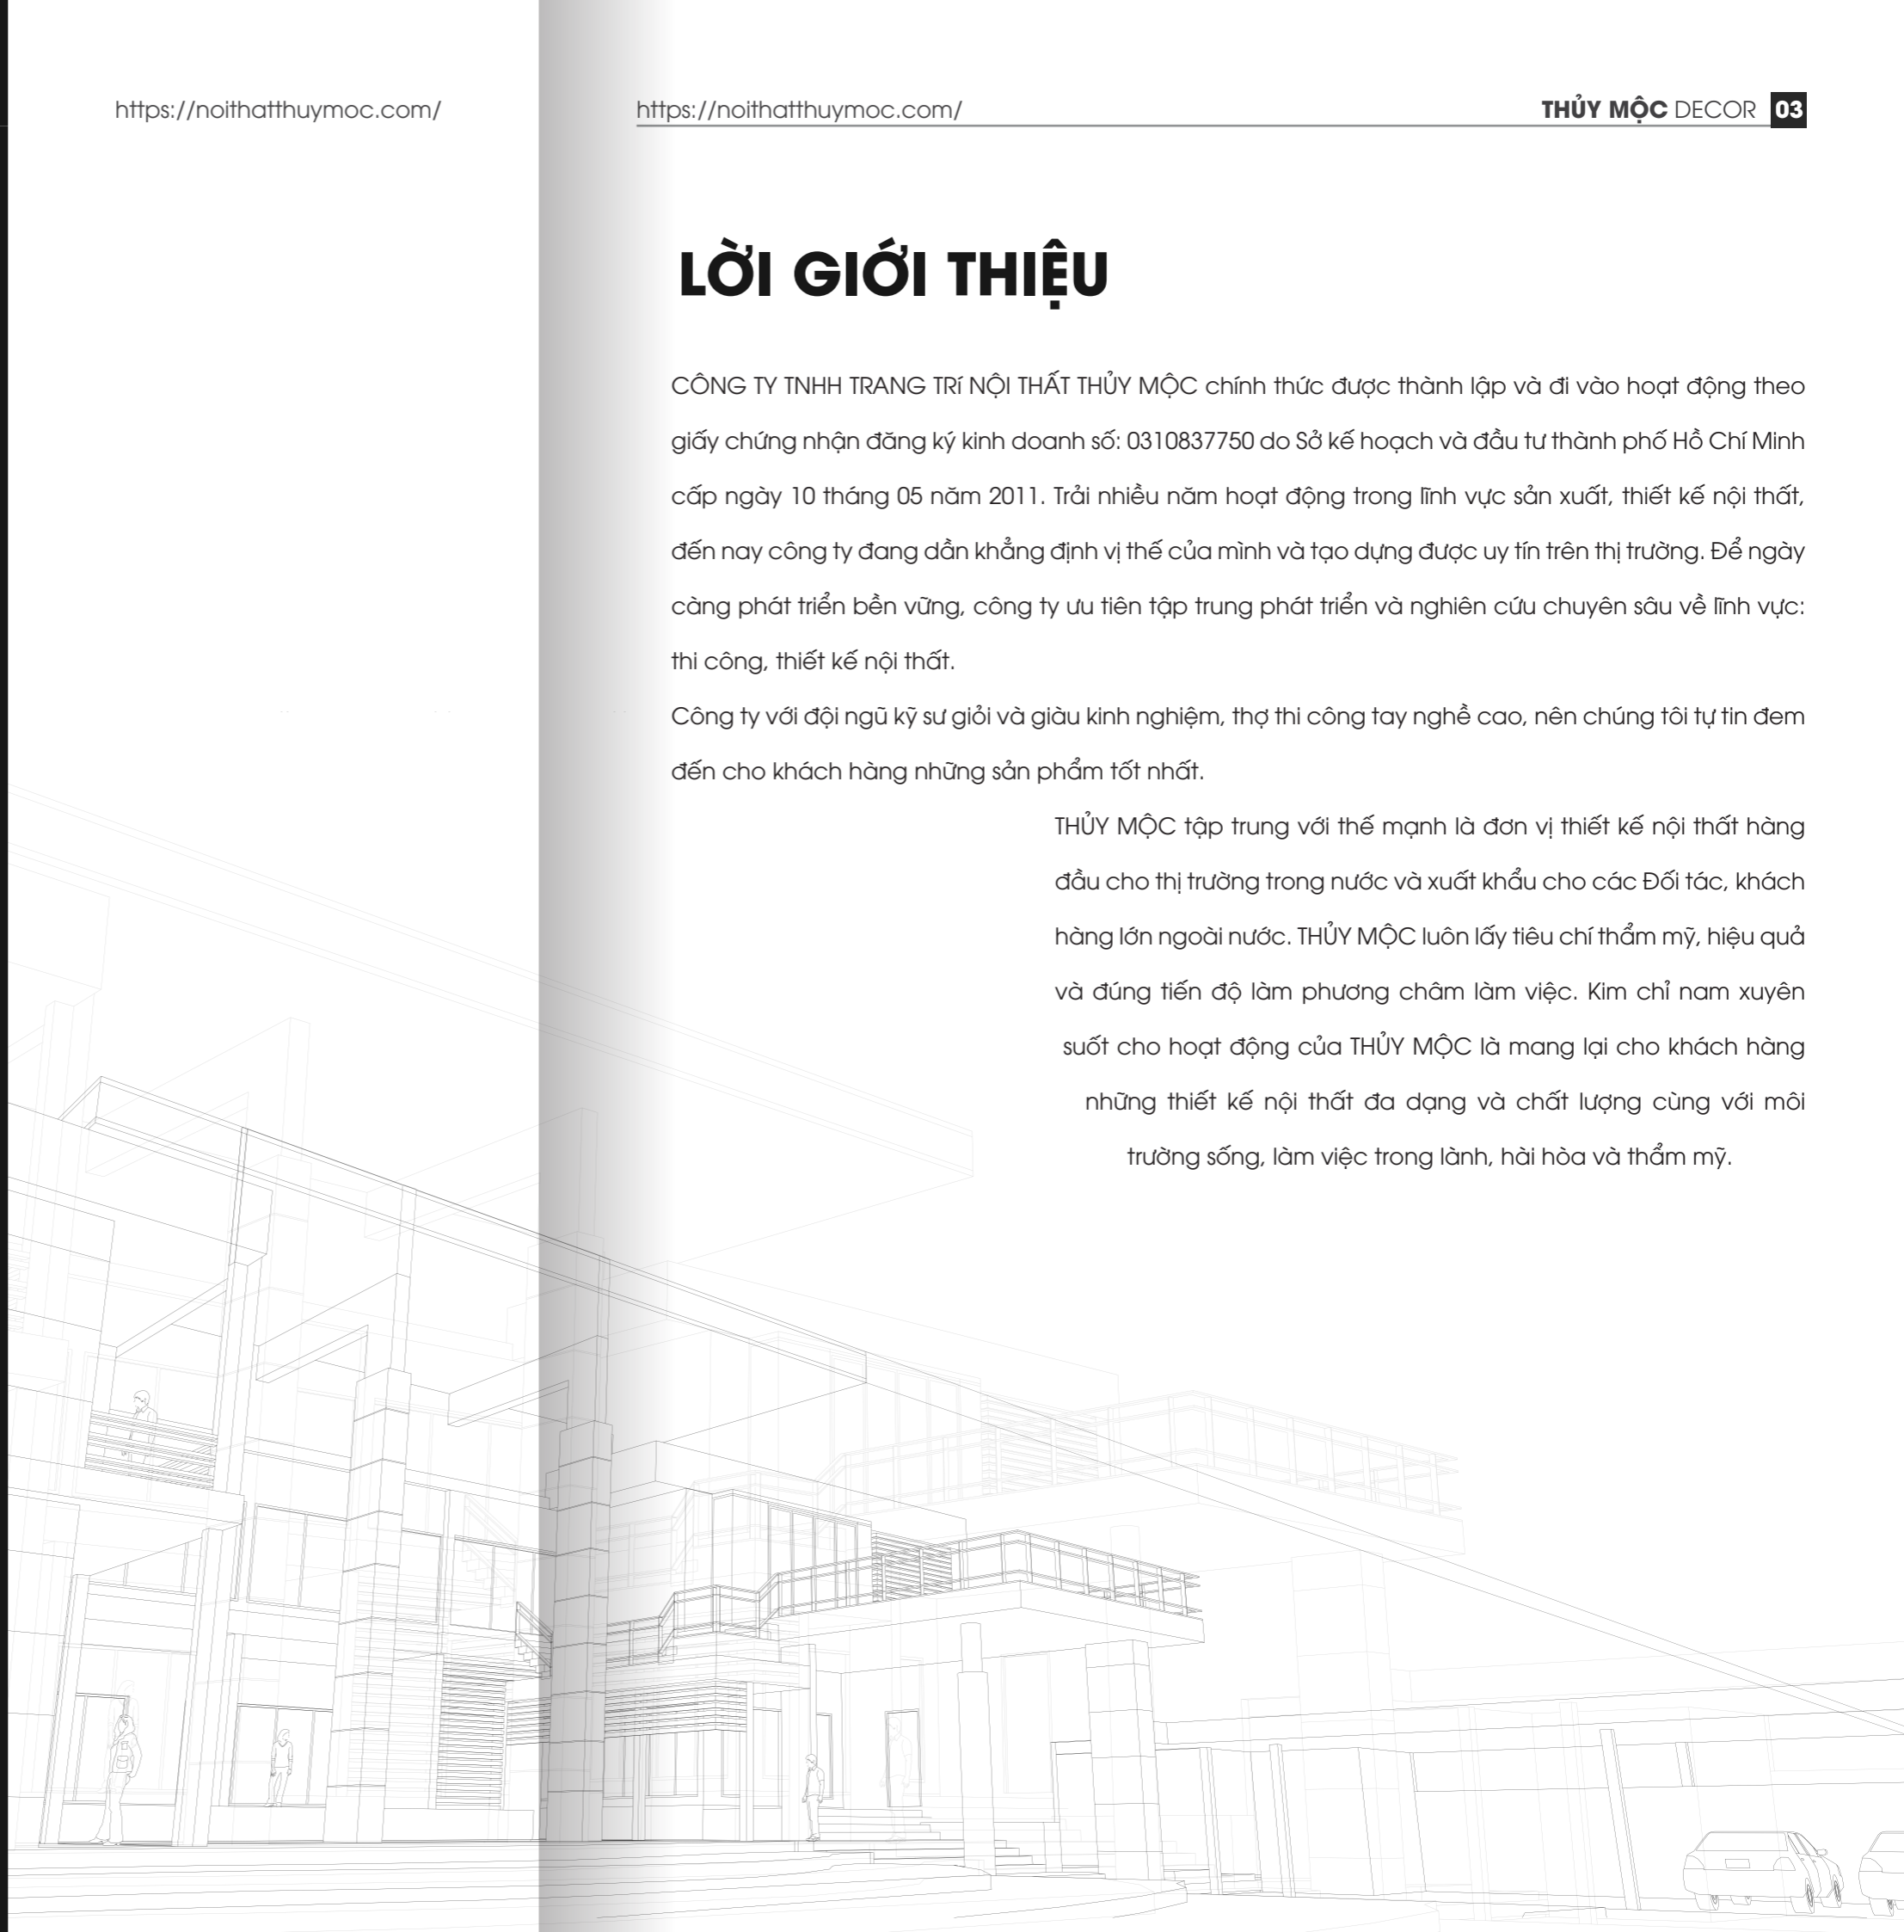 https://noithatthuymoc.com/
https://noithatthuymoc.com/
THỦY MỘC DECOR 03
LỜI GIỚI THIỆU
CÔNG TY TNHH TRANG TRí NỘI THẤT THỦY MỘC chính thức được thành lập và đi vào hoạt động theo
giấy chứng nhận đăng ký kinh doanh số: 0310837750 do Sở kế hoạch và đầu tư thành phố Hồ Chí Minh
cấp ngày 10 tháng 05 năm 2011. Trải nhiều năm hoạt động trong lĩnh vực sản xuất, thiết kế nội thất,
đến nay công ty đang dần khẳng định vị thế của mình và tạo dựng được uy tín trên thị trường. Để ngày
càng phát triển bền vững, công ty ưu tiên tập trung phát triển và nghiên cứu chuyên sâu về lĩnh vực:
thi công, thiết kế nội thất.
Công ty với đội ngũ kỹ sư giỏi và giàu kinh nghiệm, thợ thi công tay nghề cao, nên chúng tôi tự tin đem
đến cho khách hàng những sản phẩm tốt nhất.
THỦY MỘC tập trung với thế mạnh là đơn vị thiết kế nội thất hàng
đầu cho thị trường trong nước và xuất khẩu cho các Đối tác, khách
hàng lớn ngoài nước. THỦY MỘC luôn lấy tiêu chí thẩm mỹ, hiệu quả
và đúng tiến độ làm phương châm làm việc. Kim chỉ nam xuyên
suốt cho hoạt động của THỦY MỘC là mang lại cho khách hàng
những thiết kế nội thất đa dạng và chất lượng cùng với môi
trường sống, làm việc trong lành, hài hòa và thẩm mỹ.